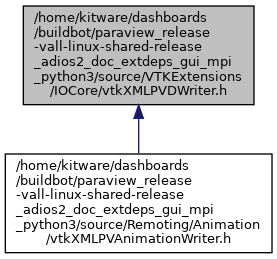 /home/kitware/dashboards
/buildbot/paraview_release
-vall-linux-shared-release
_adios2_doc_extdeps_gui_mpi
_python3/source/VTKExtensions
/IOCore/vtkXMLPVDWriter.h
/home/kitware/dashboards
/buildbot/paraview_release
-vall-linux-shared-release
_adios2_doc_extdeps_gui_mpi
_python3/source/Remoting/Animation
/vtkXMLPVAnimationWriter.h